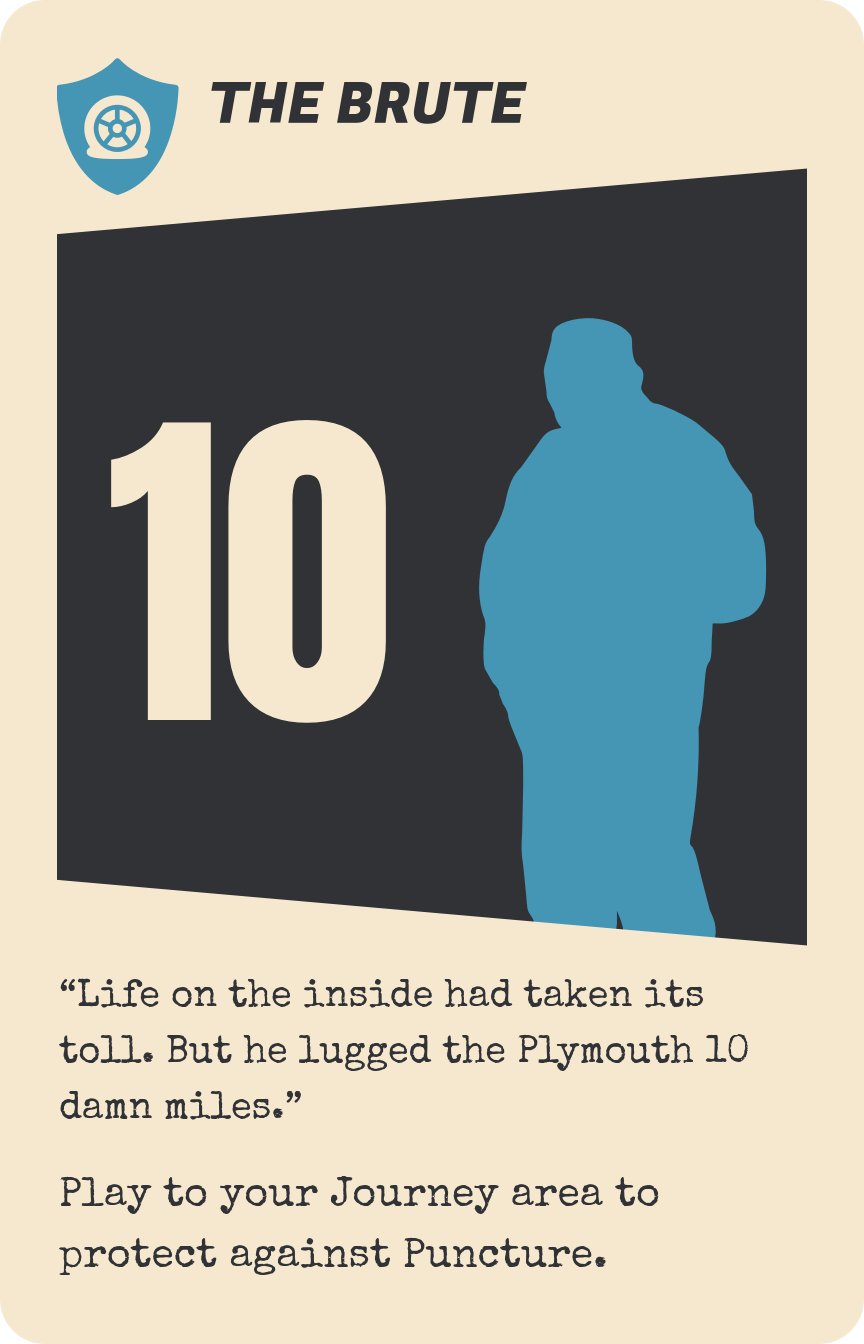 THE BRUTE
10
“Life on the inside had taken its
toll. But he lugged the Plymouth 10
damn miles.”
Play to your Journey area to
protect against Puncture.